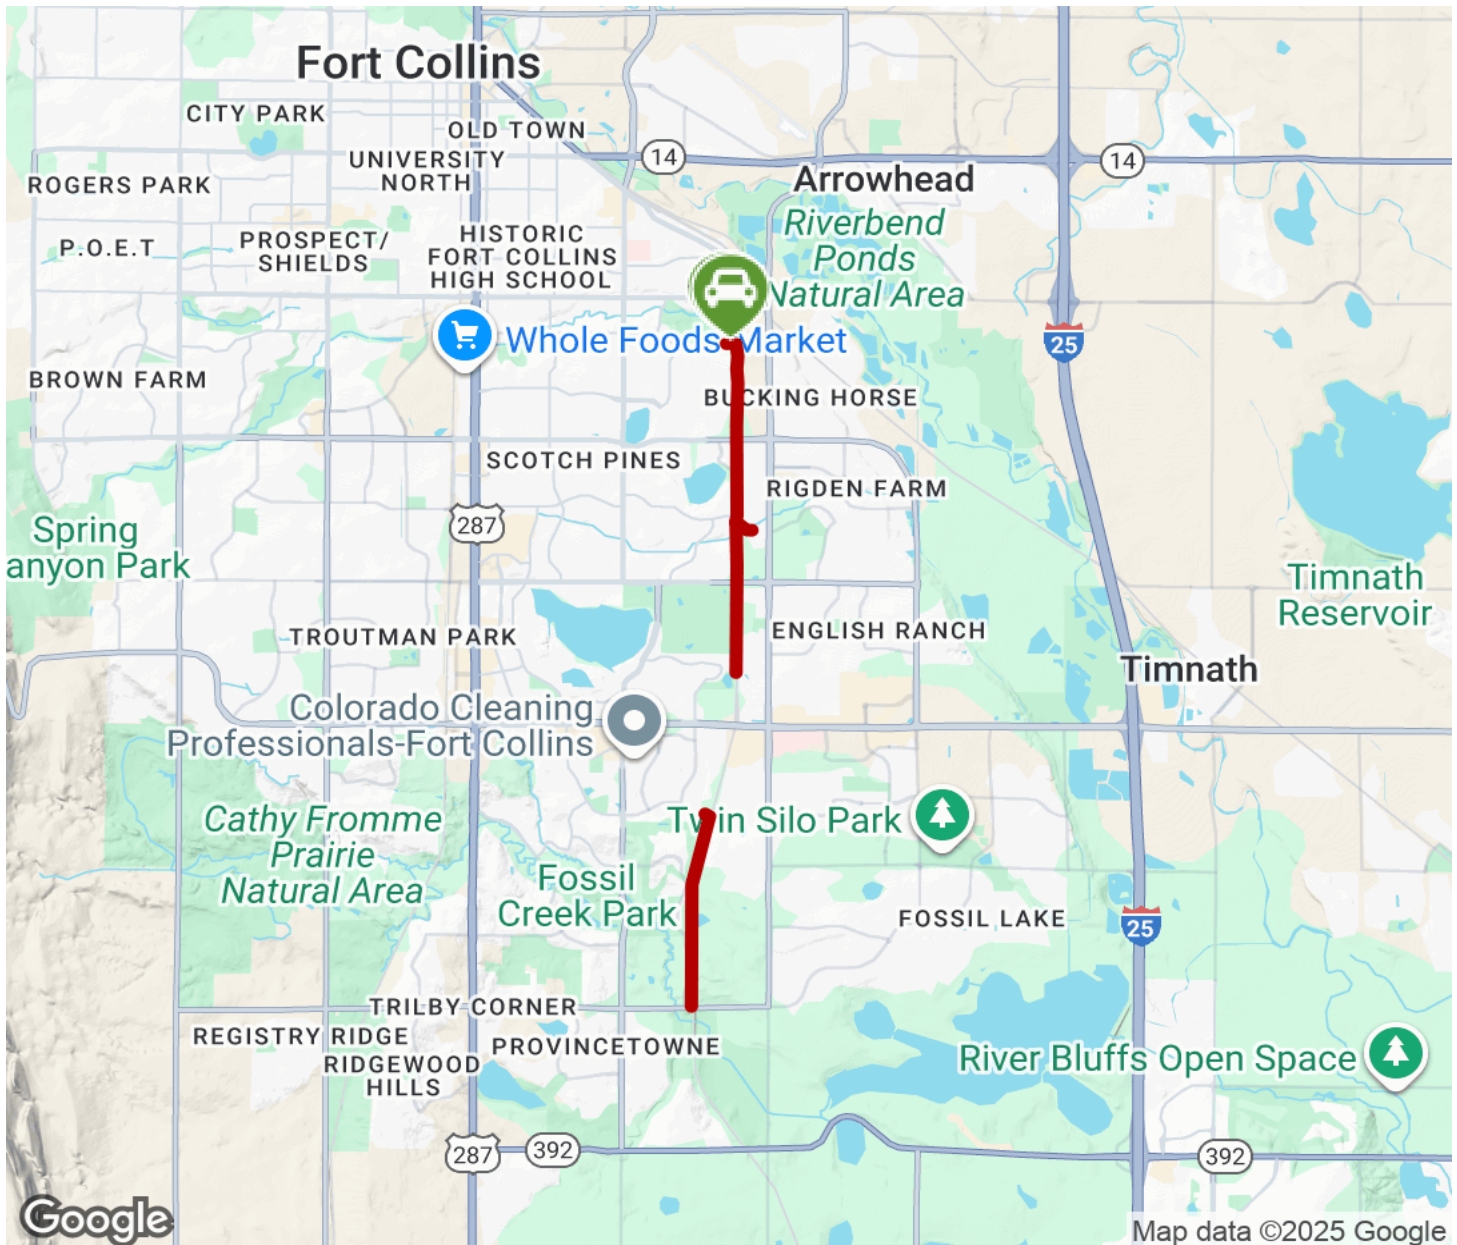 Fort Collins
CITY PARK
OLD TOWN
14
14
UNIVERSITY
NORTH
ROGERS PARK
Arrowhead
Riverbend
Ponds
Natural Area
P.O.E.T
PROSPECT/
SHIELDS
HISTORIC
FORT COLLINS
HIGH SCHOOL
Whole Foods Market
25
BROWN FARM
BUCKING HORSE
SCOTCH PINES
RIGDEN FARM
287
Spring
anyon Park
Timnath
Reservoir
TROUTMAN PARK
ENGLISH RANCH
Timnath
Colorado Cleaning
Professionals-Fort Collins
Twin Silo Park
Cathy Fromme
Prairie
Natural Area
Fossil
Creek Park
FOSSIL LAKE
25
TRILBY CORNER
REGISTRY RIDGE
PROVINCETOWNE
RIDGEWOOD
HILLS
River Bluffs Open Space
287
392
392
Google
Map data ©2025 Google